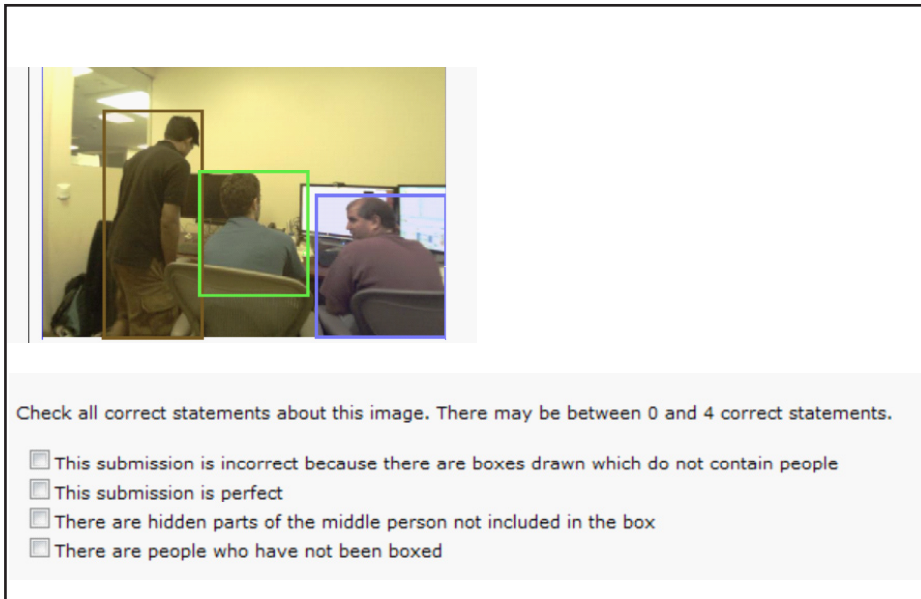 Check all correct statements about this image. There may be between 0 and 4 correct statements.
This submission is incorrect because there are boxes drawn which do not contain people
This submission is perfect
There are hidden parts of the middle person not included in the box
There are people who have not been boxed